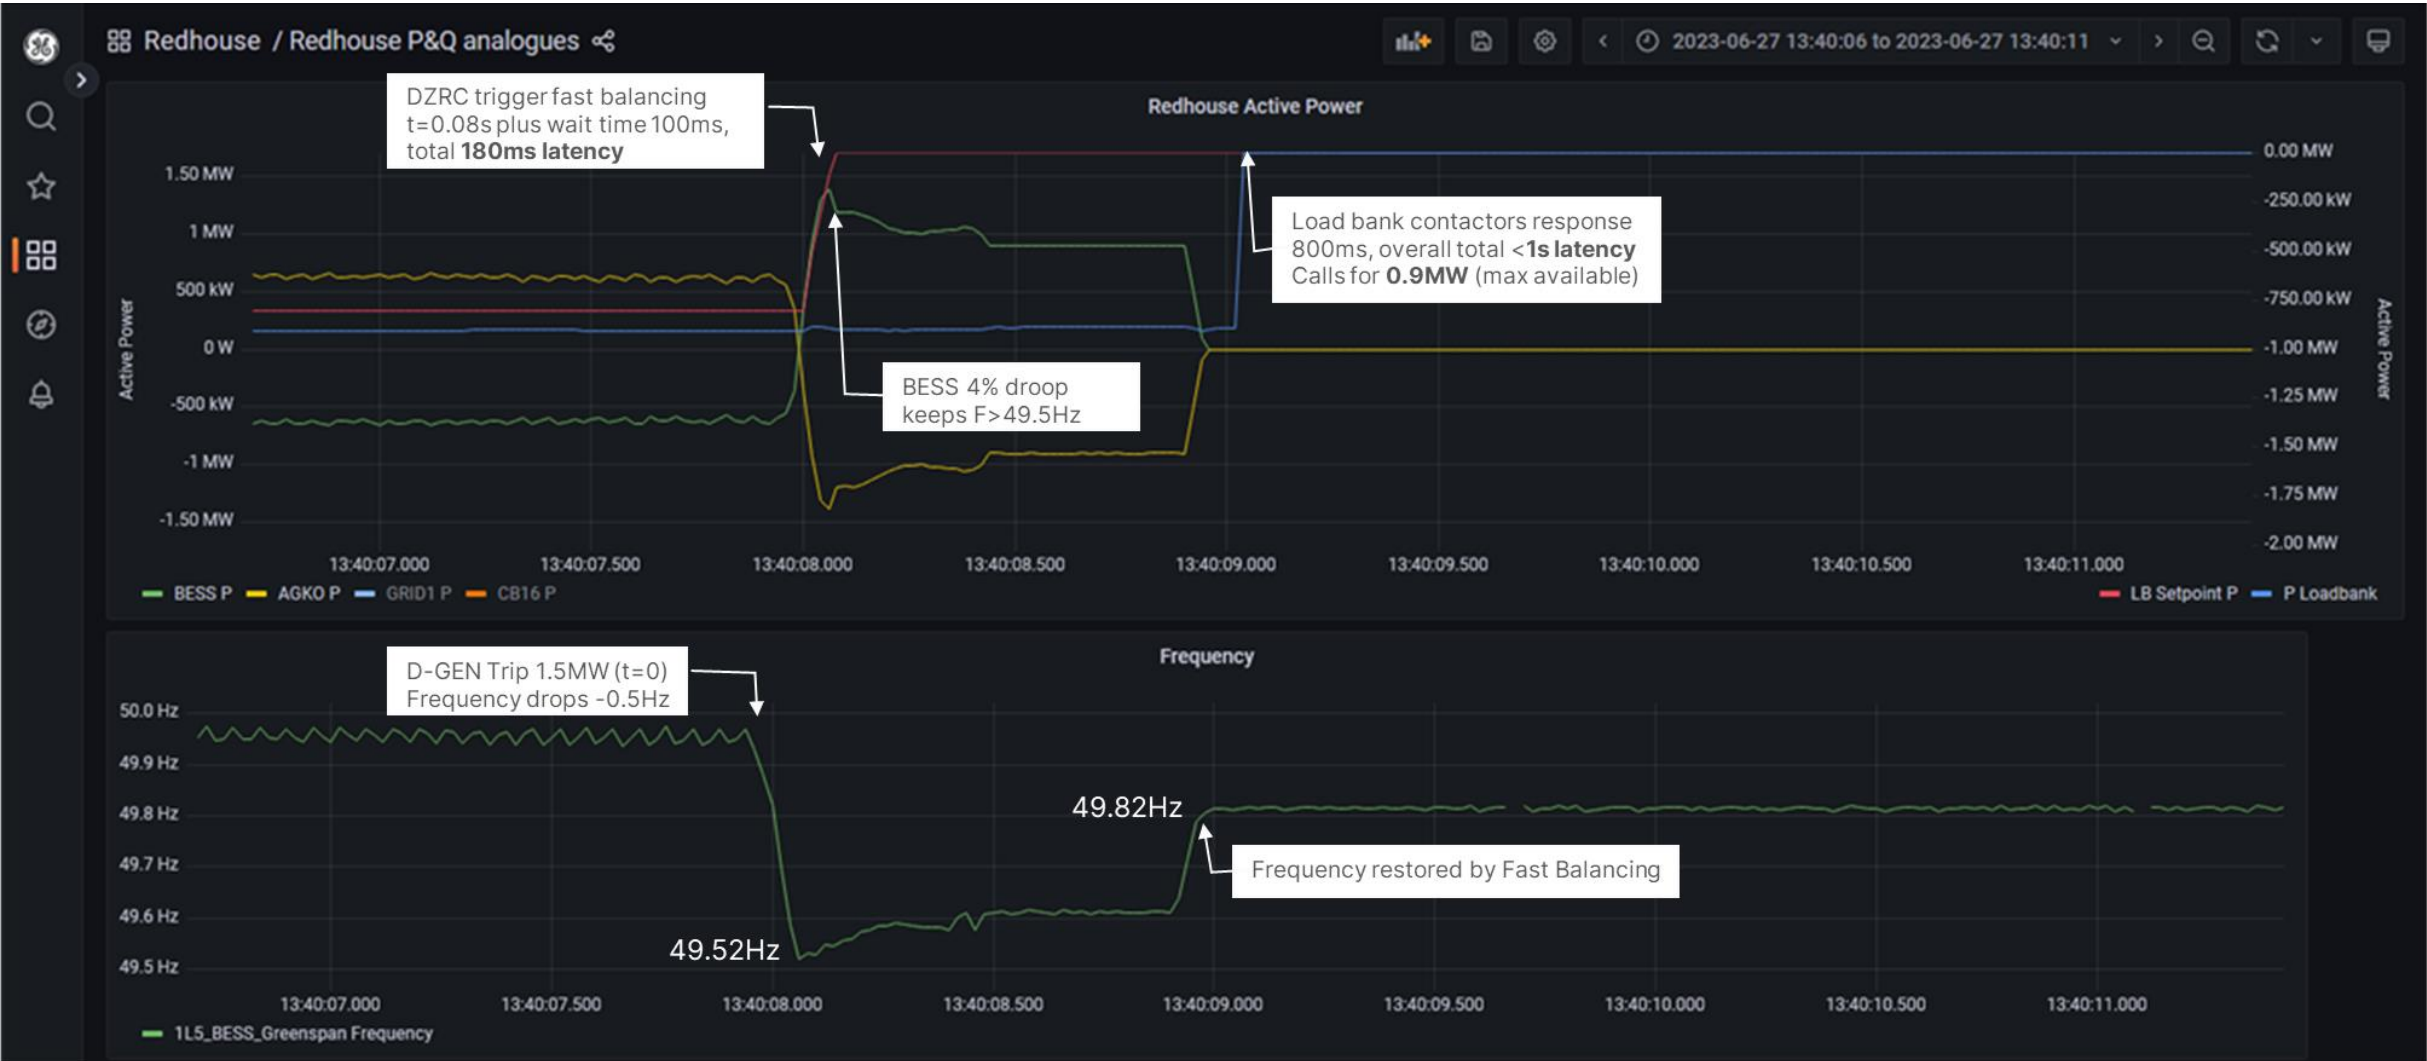 Redhouse / Redhouse P&Q analogues
2023-06-27 13:40:06 to 2023-06-27 13:40:11
DZRC trigger fast balancing
t=0.08s plus wait time 100ms,
total 180ms latency
Redhouse Active Power
Load bank contactors response
800ms, overall total <1s latency
Calls for 0.9MW (max available)
BESS 4% droop
keeps F>49.5Hz
Active Power
1.50 MW
1 MW
500 kW
0 W
-500 kW
-1 MW
-1.50 MW
0.00 MW
-250.00 kW
-500.00 kW
-750.00 kW
-1.00 MW
-1.25 MW
-1.50 MW
-1.75 MW
-2.00 MW
Active Power
13:40:07.000 13:40:07.500 13:40:08.000 13:40:08.500 13:40:09.000 13:40:09.500 13:40:10.000 13:40:10.500 13:40:11.000
BESS P AGKO P GRID1 P CB16 P LB Setpoint P P Loadbank
Frequency
D-GEN Trip 1.5MW (t=0)
Frequency drops -0.5Hz
50.0 Hz
49.9 Hz
49.8 Hz
49.7 Hz
49.6 Hz
49.5 Hz
49.82Hz
Frequency restored by Fast Balancing
49.52Hz
13:40:07.000 13:40:07.500 13:40:08.000 13:40:08.500 13:40:09.000 13:40:09.500 13:40:10.000 13:40:10.500 13:40:11.000
1L5_BESS_Greenspan Frequency